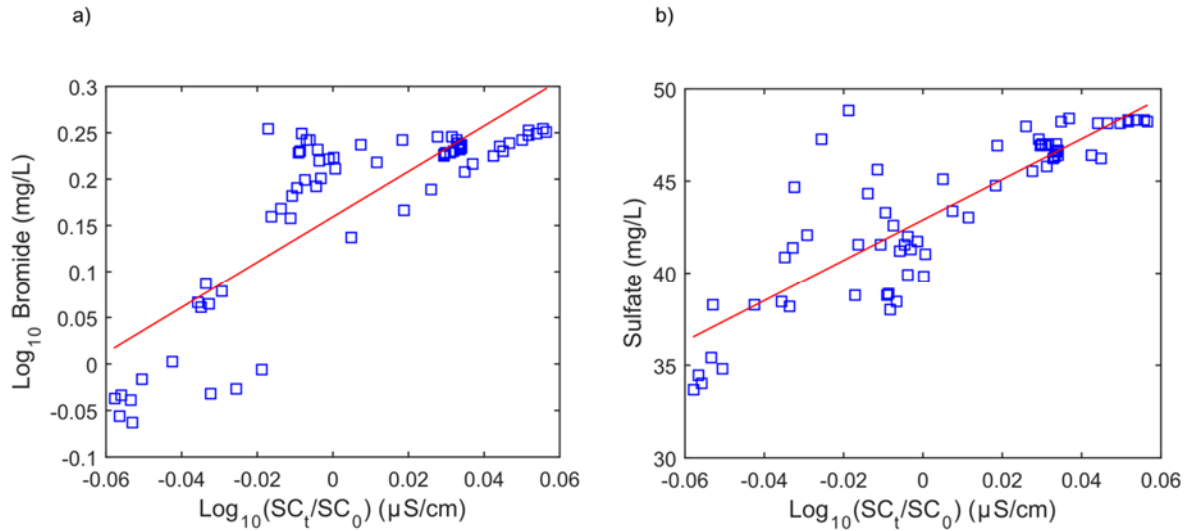 a)
0.3
0.25
0.2
0.15
0.1
0.05
0
-0.05
-0.1
Log10 Bromide (mg/L)
-0.06 -0.04 -0.02 0 0.02 0.04 0.06
Log10(SCt/SC0) (µS/cm)
b)
50
45
40
35
30
Sulfate (mg/L)
-0.06 -0.04 -0.02 0 0.02 0.04 0.06
Log10(SCt/SC0) (µS/cm)